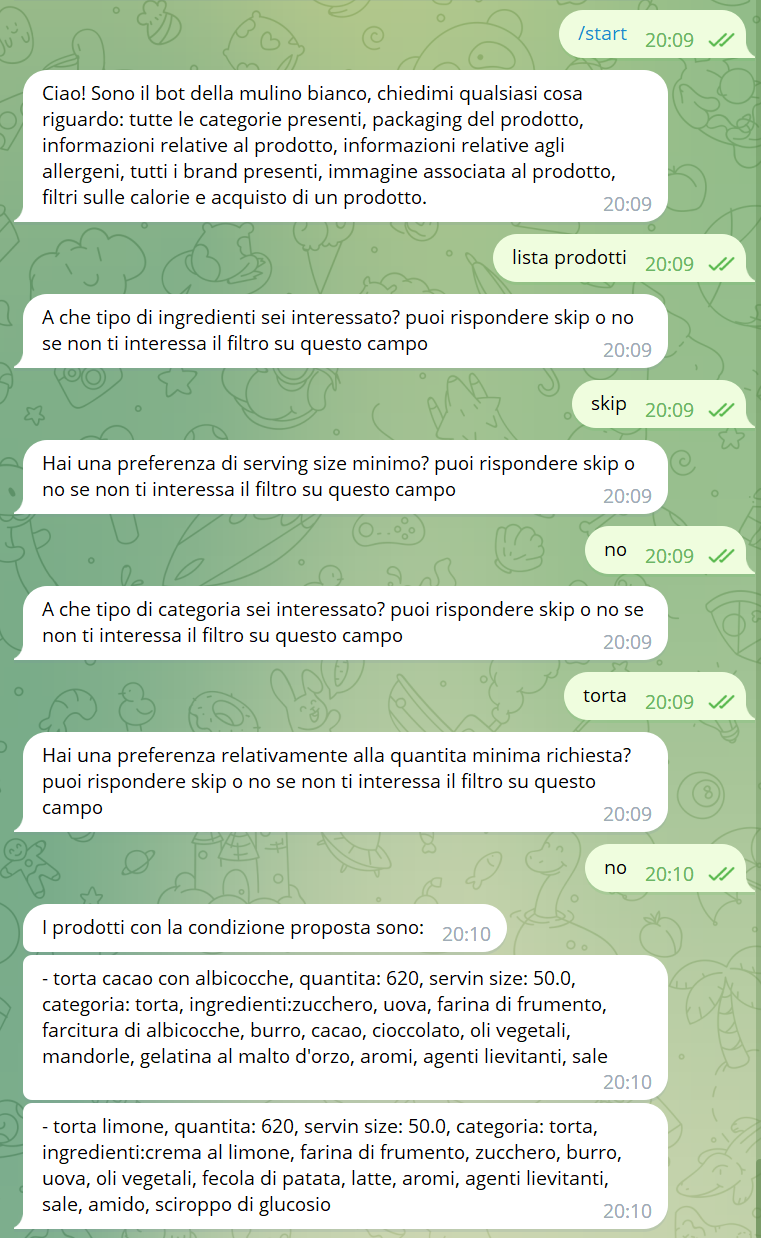 /start 20:09
Ciao! Sono il bot della mulino bianco, chiedimi qualsiasi cosa
riguardo: tutte le categorie presenti, packaging del prodotto,
informazioni relative al prodotto, informazioni relative agli
allergeni, tutti i brand presenti, immagine associata al prodotto,
filtri sulle calorie e acquisto di un prodotto.
20:09
lista prodotti 20:09
A che tipo di ingredienti sei interessato? puoi rispondere skip o no
se non ti interessa il filtro su questo campo
20:09
skip 20:09
Hai una preferenza di serving size minimo? puoi rispondere skip o
no se non ti interessa il filtro su questo campo
20:09
no 20:09
A che tipo di categoria sei interessato? puoi rispondere skip o no se
non ti interessa il filtro su questo campo
20:09
torta 20:09
Hai una preferenza relativamente alla quantita minima richiesta?
puoi rispondere skip o no se non ti interessa il filtro su questo
campo
20:09
no 20:10
I prodotti con la condizione proposta sono: 20:10
- torta cacao con albicocche, quantita: 620, servin size: 50.0,
categoria: torta, ingredienti:zucchero, uova, farina di frumento,
farcitura di albicocche, burro, cacao, cioccolato, oli vegetali,
mandorle, gelatina al malto d'orzo, aromi, agenti lievitanti, sale
20:10
- torta limone, quantita: 620, servin size: 50.0, categoria: torta,
ingredienti:crema al limone, farina di frumento, zucchero, burro,
uova, oli vegetali, fecola di patata, latte, aromi, agenti lievitanti,
sale, amido, sciroppo di glucosio
20:10